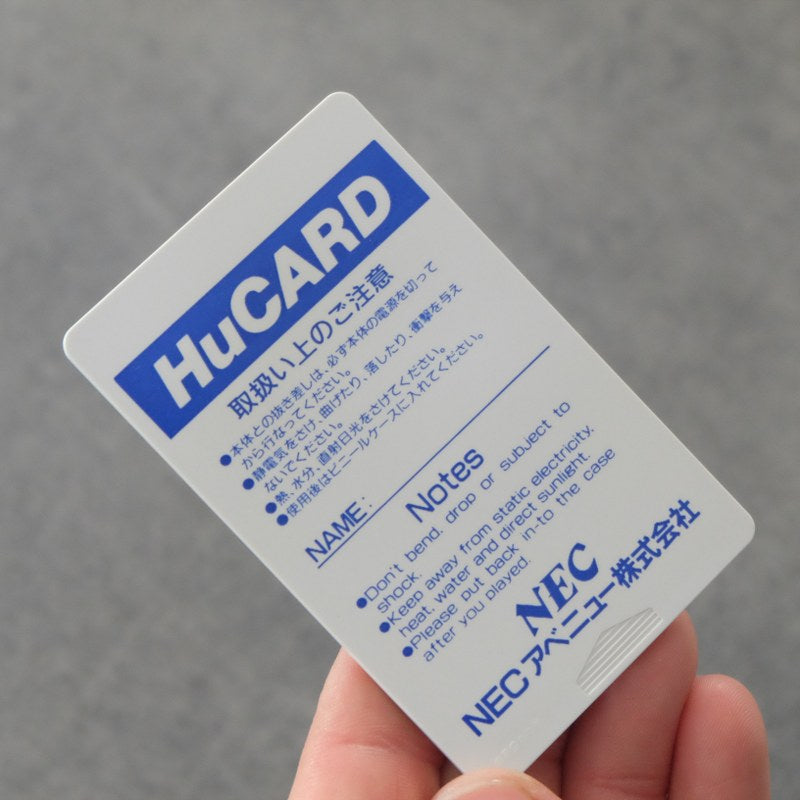 HuCARD
取扱い上のご注意
●本体との抜き差しは、必ず本体の電源を切って
から行なってください。
●静電気をさけ、曲げたり、落したり、衝撃を与え
ないでください。
●熱、水分、直射日光をさけてください。
●使用後はビニールケースに入れてください。
NAME:
Notes
●Don't bend, drop or subject to
shock.
●Keep away from static electricity,
heat, water and direct sunlight.
●Please put back in-to the case
after you played.
NEC
NECアベニュー株式会社